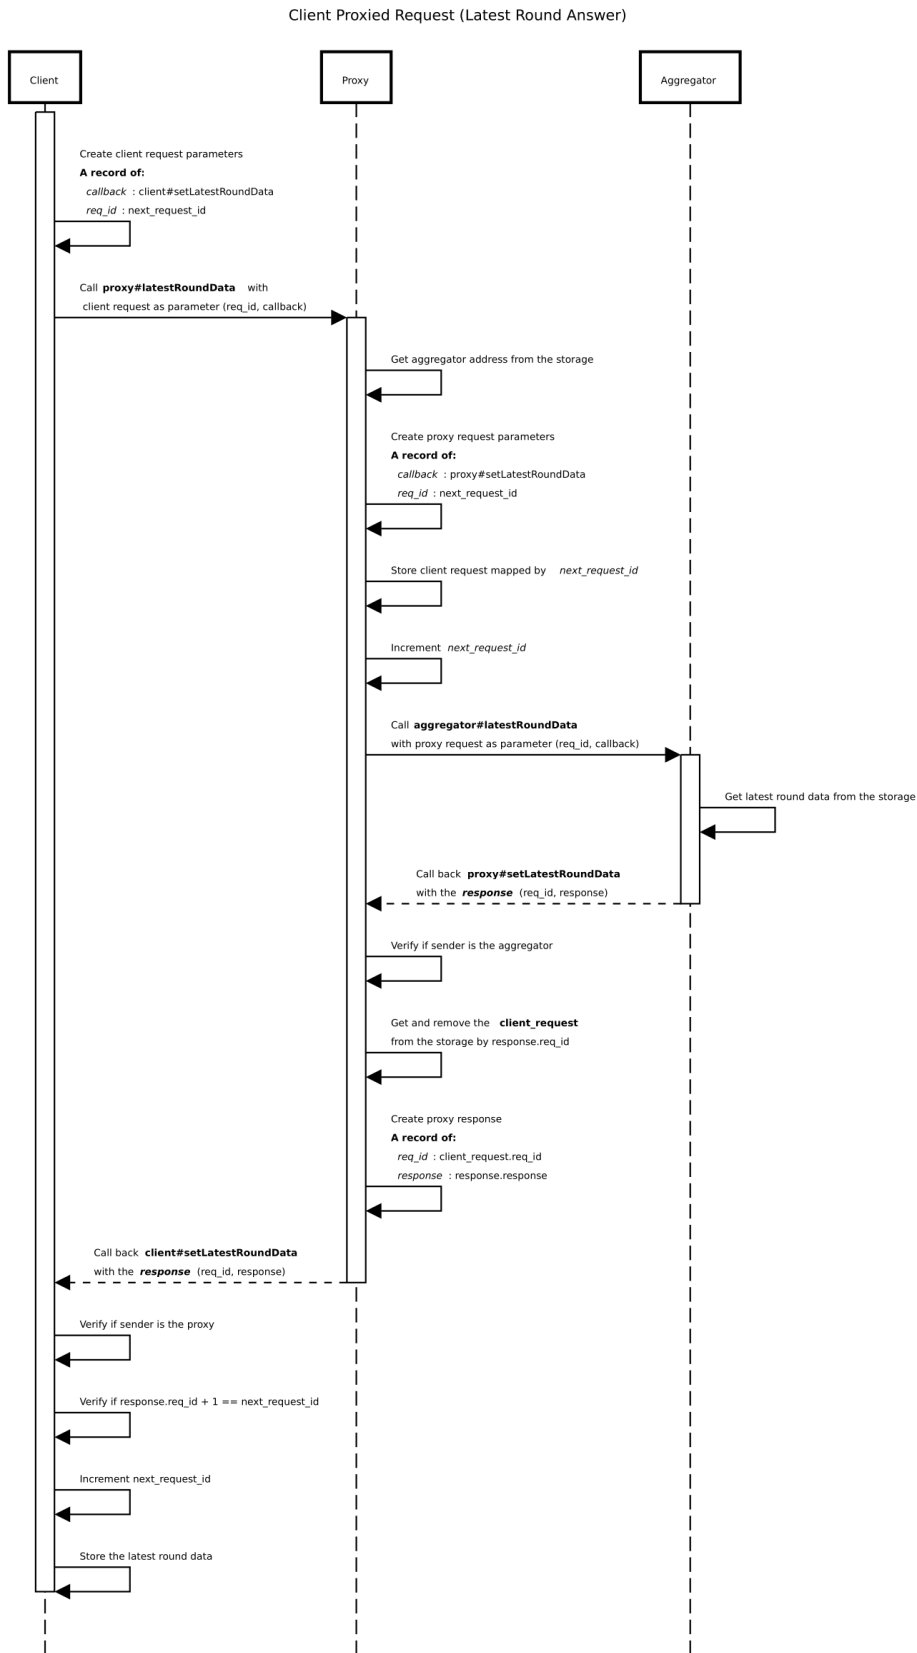 Client Proxied Request (Latest Round Answer)
Client
Proxy
Aggregator
Create client request parameters
A record of:
callback : client#setLatestRoundData
req_id : next_request_id
Call proxy#latestRoundData with
client request as parameter (req_id, callback)
Get aggregator address from the storage
Create proxy request parameters
A record of:
callback : proxy#setLatestRoundData
req_id : next_request_id
Store client request mapped by next_request_id
Increment next_request_id
Call aggregator#latestRoundData
with proxy request as parameter (req_id, callback)
Get latest round data from the storage
Call back proxy#setLatestRoundData
with the response (req_id, response)
Verify if sender is the aggregator
Get and remove the client_request
from the storage by response.req_id
Create proxy response
A record of:
req_id : client_request.req_id
response : response.response
Call back client#setLatestRoundData
with the response (req_id, response)
Verify if sender is the proxy
Verify if response.req_id + 1 == next_request_id
Increment next_request_id
Store the latest round data